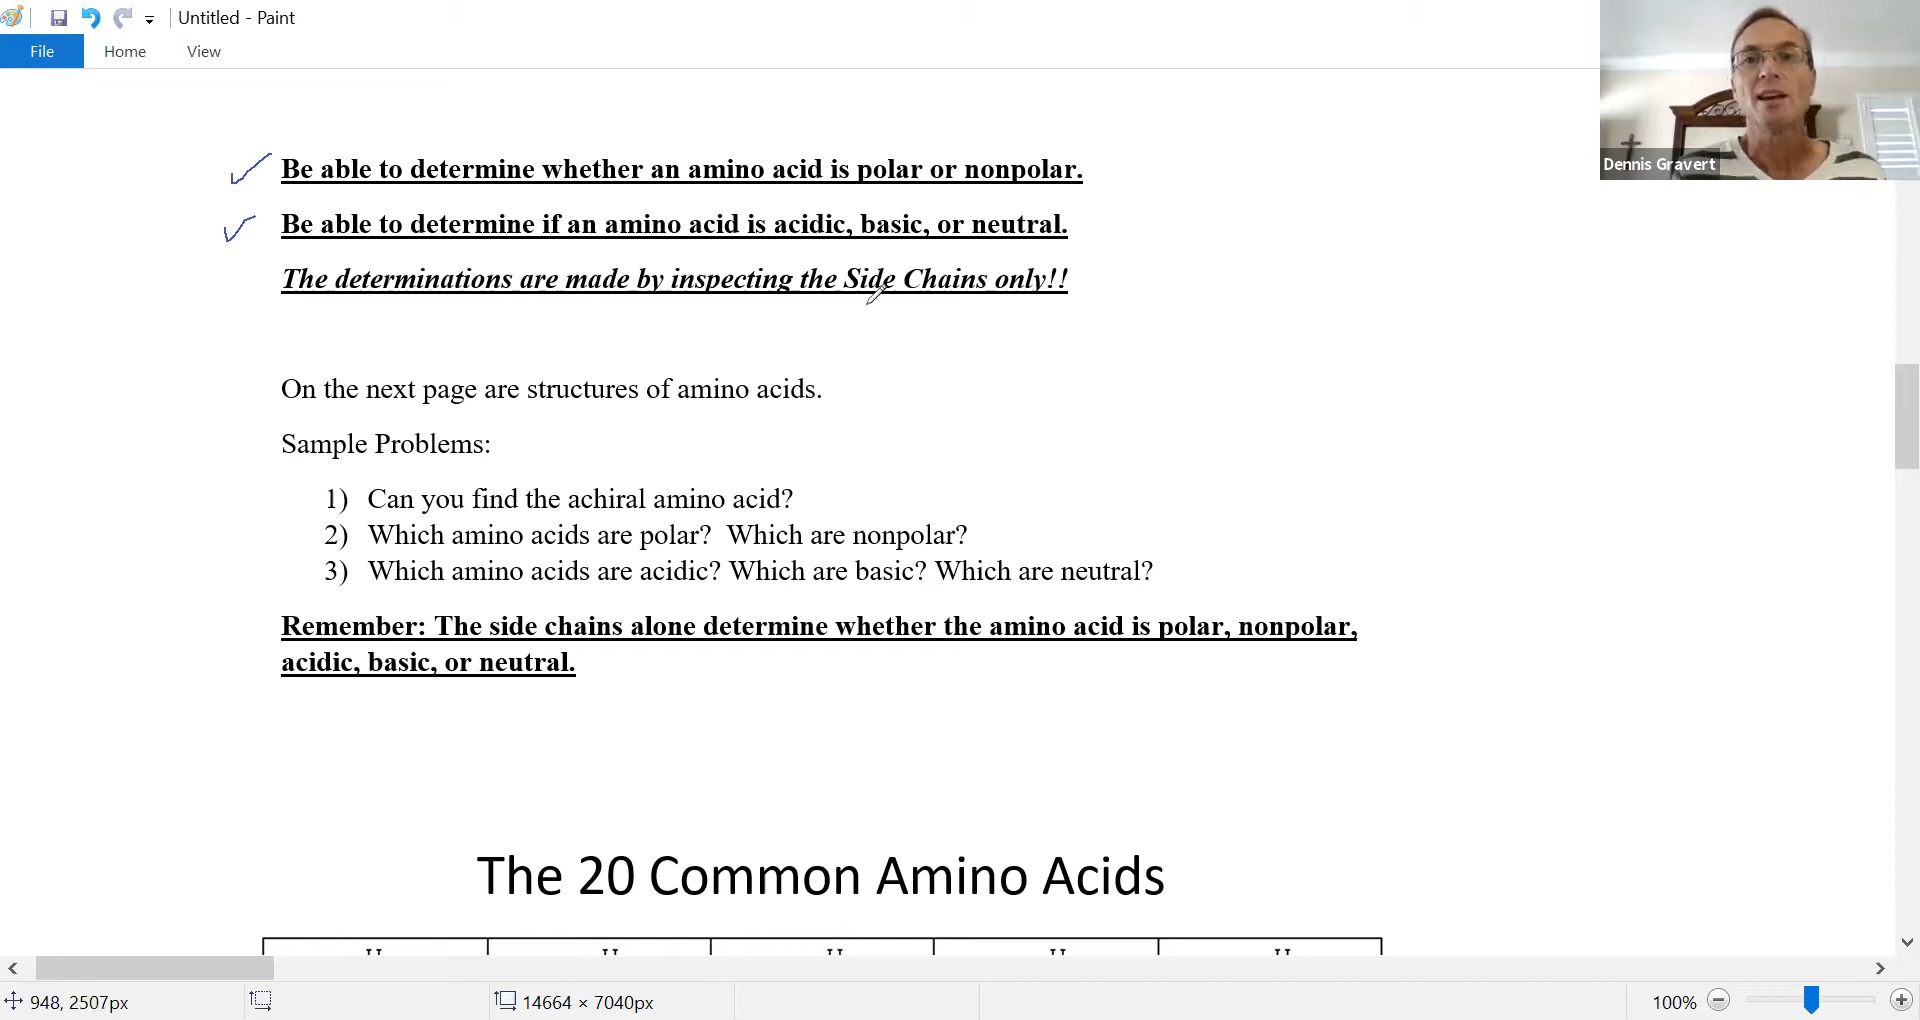 Untitled - Paint
File Home View
Dennis Gravert
Be able to determine whether an amino acid is polar or nonpolar.
Be able to determine if an amino acid is acidic, basic, or neutral.
The determinations are made by inspecting the Side Chains only!!
On the next page are structures of amino acids.
Sample Problems:
1) Can you find the achiral amino acid?
2) Which amino acids are polar? Which are nonpolar?
3) Which amino acids are acidic? Which are basic? Which are neutral?
Remember: The side chains alone determine whether the amino acid is polar, nonpolar,
acidic, basic, or neutral.
The 20 Common Amino Acids
H H H H H
948, 2507px 14664 × 7040px 100%